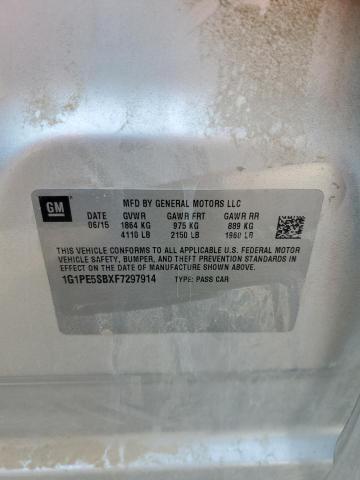 GM
MFD BY GENERAL MOTORS LLC
DATE GVWR GAWR FRT GAWR RR
06/15 1864 KG 975 KG 889 KG
4110 LB 2150 LB 1960 LB
THIS VEHICLE CONFORMS TO ALL APPLICABLE U.S. FEDERAL MOTOR
VEHICLE SAFETY, BUMPER, AND THEFT PREVENTION STANDARDS
IN EFFECT ON THE DATE OF MANUFACTURE SHOWN ABOVE.
1G1PE5SBXF7297914 TYPE: PASS CAR